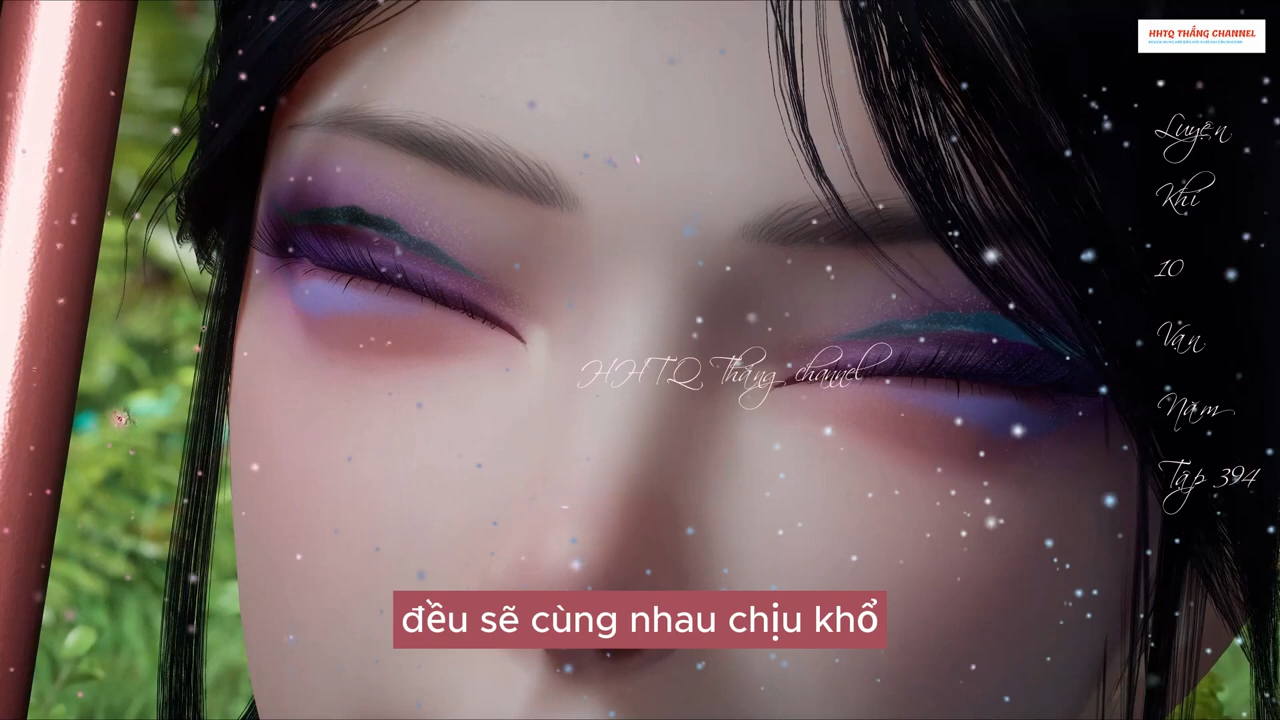 HHTQ THẮNG CHANNEL
Luyện
Khí
10
Vạn
Năm
Tập 394
HHTQ Thắng channel
đều sẽ cùng nhau chịu khổ